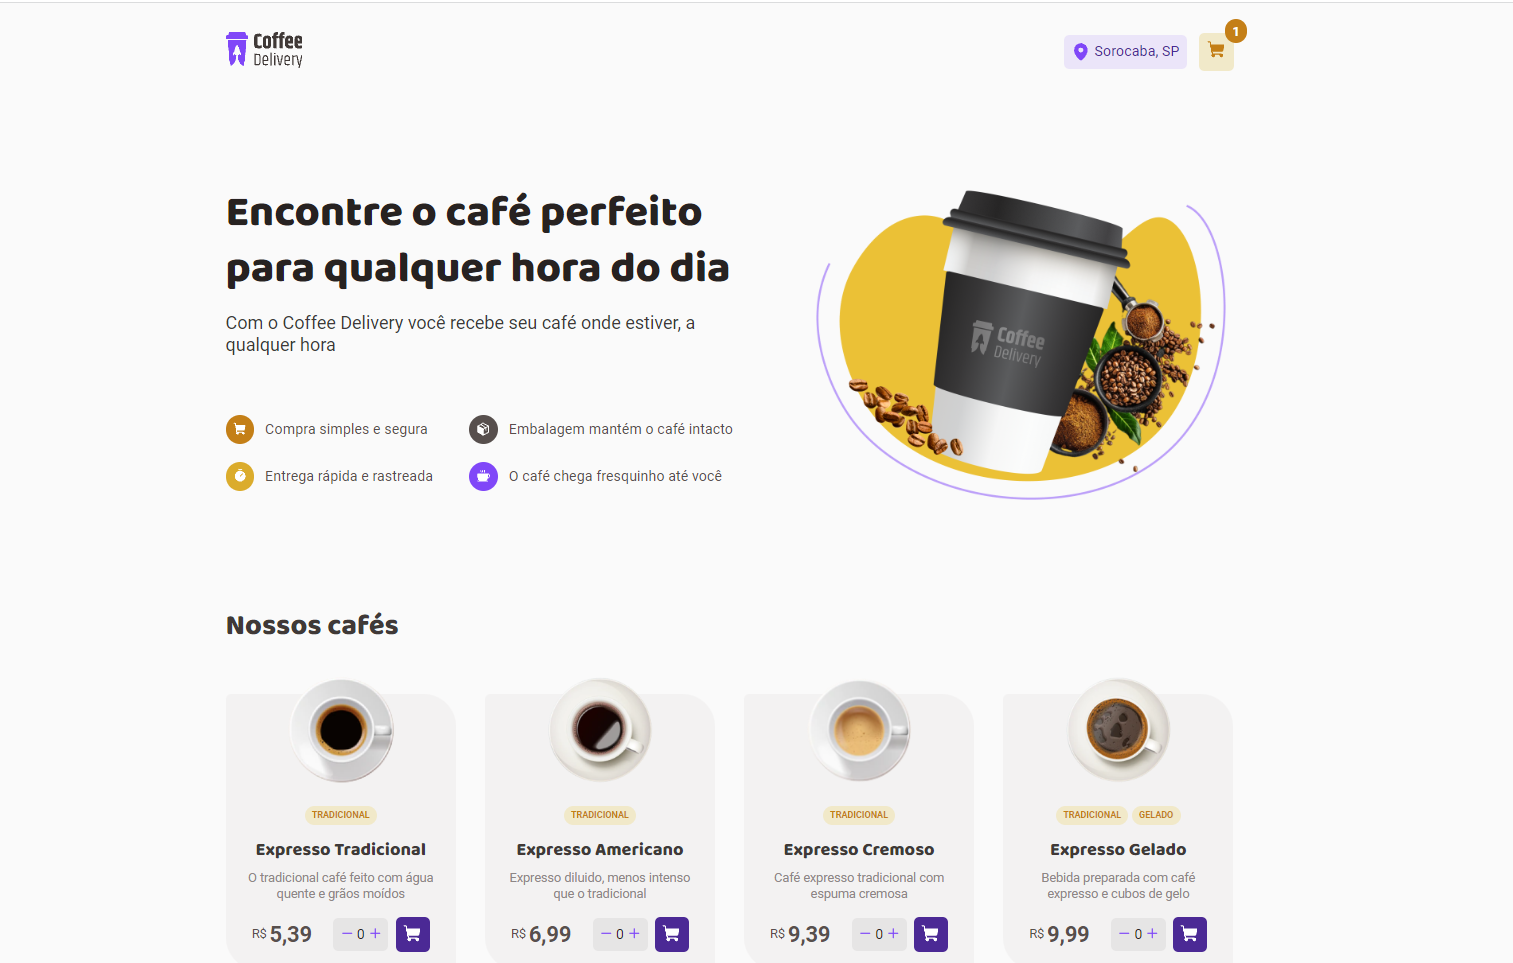 Coffee
Delivery
Sorocaba, SP
1
Encontre o café perfeito
para qualquer hora do dia
Com o Coffee Delivery você recebe seu café onde estiver, a
qualquer hora
Compra simples e segura
Embalagem mantém o café intacto
Entrega rápida e rastreada
O café chega fresquinho até você
Coffee
Delivery
Nossos cafés
TRADICIONAL
Expresso Tradicional
O tradicional café feito com água
quente e grãos moídos
R$ 5,39 − 0 +
TRADICIONAL
Expresso Americano
Expresso diluido, menos intenso
que o tradicional
R$ 6,99 − 0 +
TRADICIONAL
Expresso Cremoso
Café expresso tradicional com
espuma cremosa
R$ 9,39 − 0 +
TRADICIONAL GELADO
Expresso Gelado
Bebida preparada com café
expresso e cubos de gelo
R$ 9,99 − 0 +